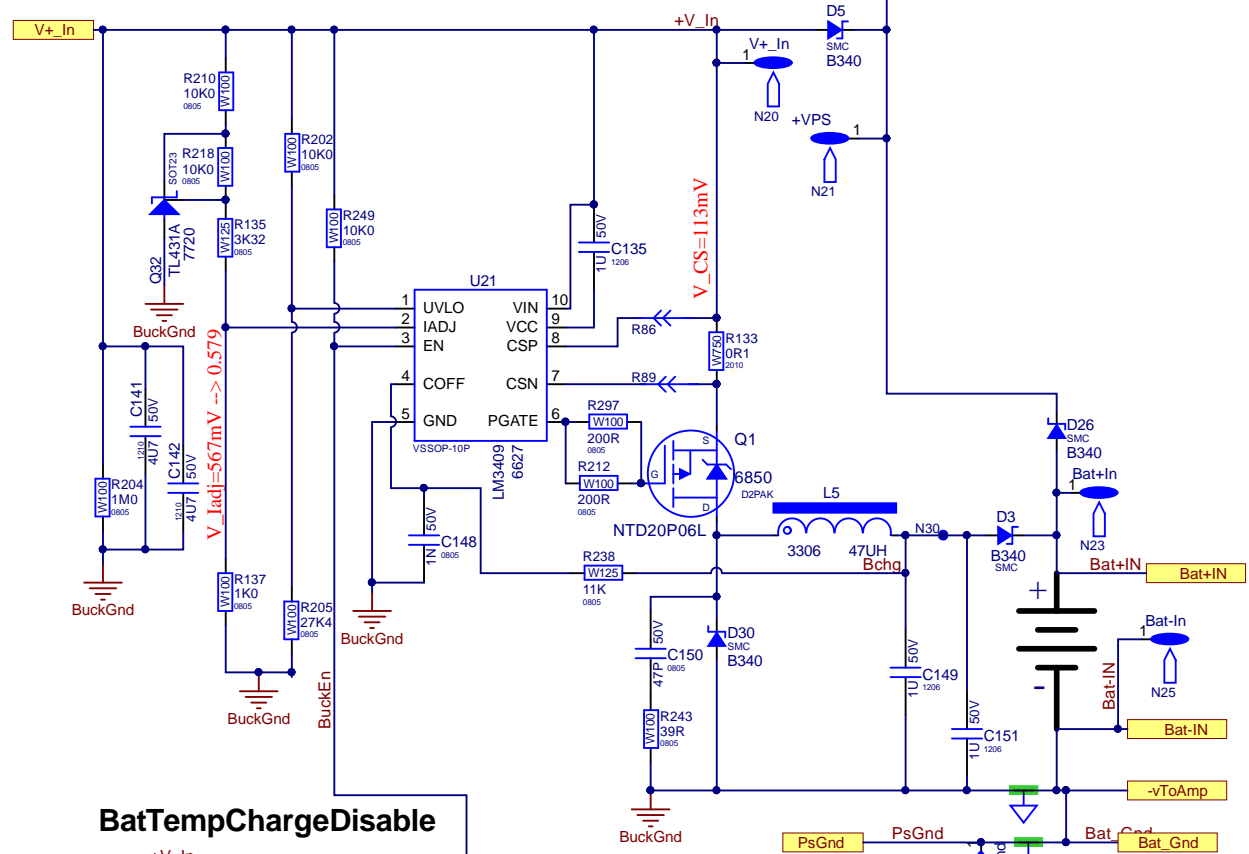 V+_In
+V_In
D5
SMC
B340
V+_In
1
N20
+VPS
1
N21
R210
10K0
0805
W100
SOT23
R218
10K0
0805
W100
R202
10K0
0805
W100
Q32
TL431A
7720
R135
3K32
0805
W125
R249
10K0
0805
W100
BuckGnd
50V
C135
1206
1U
V_CS=113mV
U21
1 UVLO
2 IADJ
3 EN
4 COFF
5 GND
VIN 10
VCC 9
CSP 8
CSN 7
PGATE 6
VSSOP-10P
LM3409
6627
R86
R89
R133
0R1
2010
W750
R297
W100
200R
0805
R212
W100
200R
0805
S
G
D
Q1
6850
D2PAK
NTD20P06L
V_Iadj=567mV --> 0.579
C141
50V
1210
4U7
C142
50V
1210
4U7
R204
1M0
0805
W100
BuckGnd
50V
C148
0805
1N
BuckGnd
R238
W125
11K
0805
L5
3306
47UH
N30
Bchg
D3
B340
SMC
D26
SMC
B340
Bat+In
1
N23
Bat+IN
Bat+IN
+
-
Bat-In
1
N25
Bat-IN
Bat-IN
R137
1K0
0805
W100
R205
27K4
0805
W100
BuckGnd
BuckEn
50V
C150
0805
47P
R243
39R
0805
W100
D30
SMC
B340
50V
C149
1206
1U
50V
C151
1206
1U
BuckGnd
-vToAmp
PsGnd
PsGnd
Bat_Gnd
Bat_Gnd
BatTempChargeDisable
+V_In